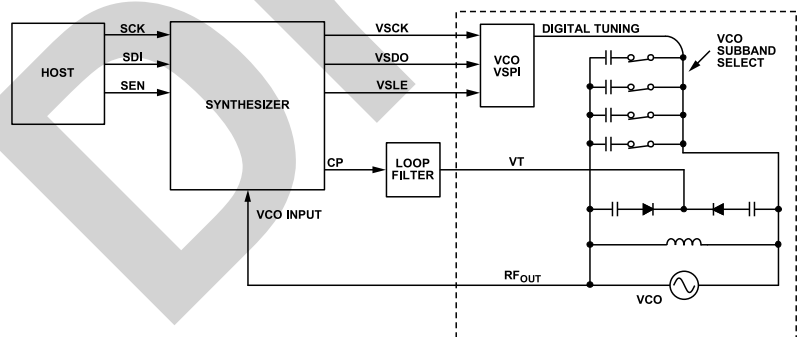 SCK
SDI
SEN
HOST
SYNTHESIZER
VSCK
VSDO
VSLE
VCO
VSPI
DIGITAL TUNING
VCO
SUBBAND
SELECT
CP
LOOP
FILTER
VT
VCO INPUT
RFOUT
VCO